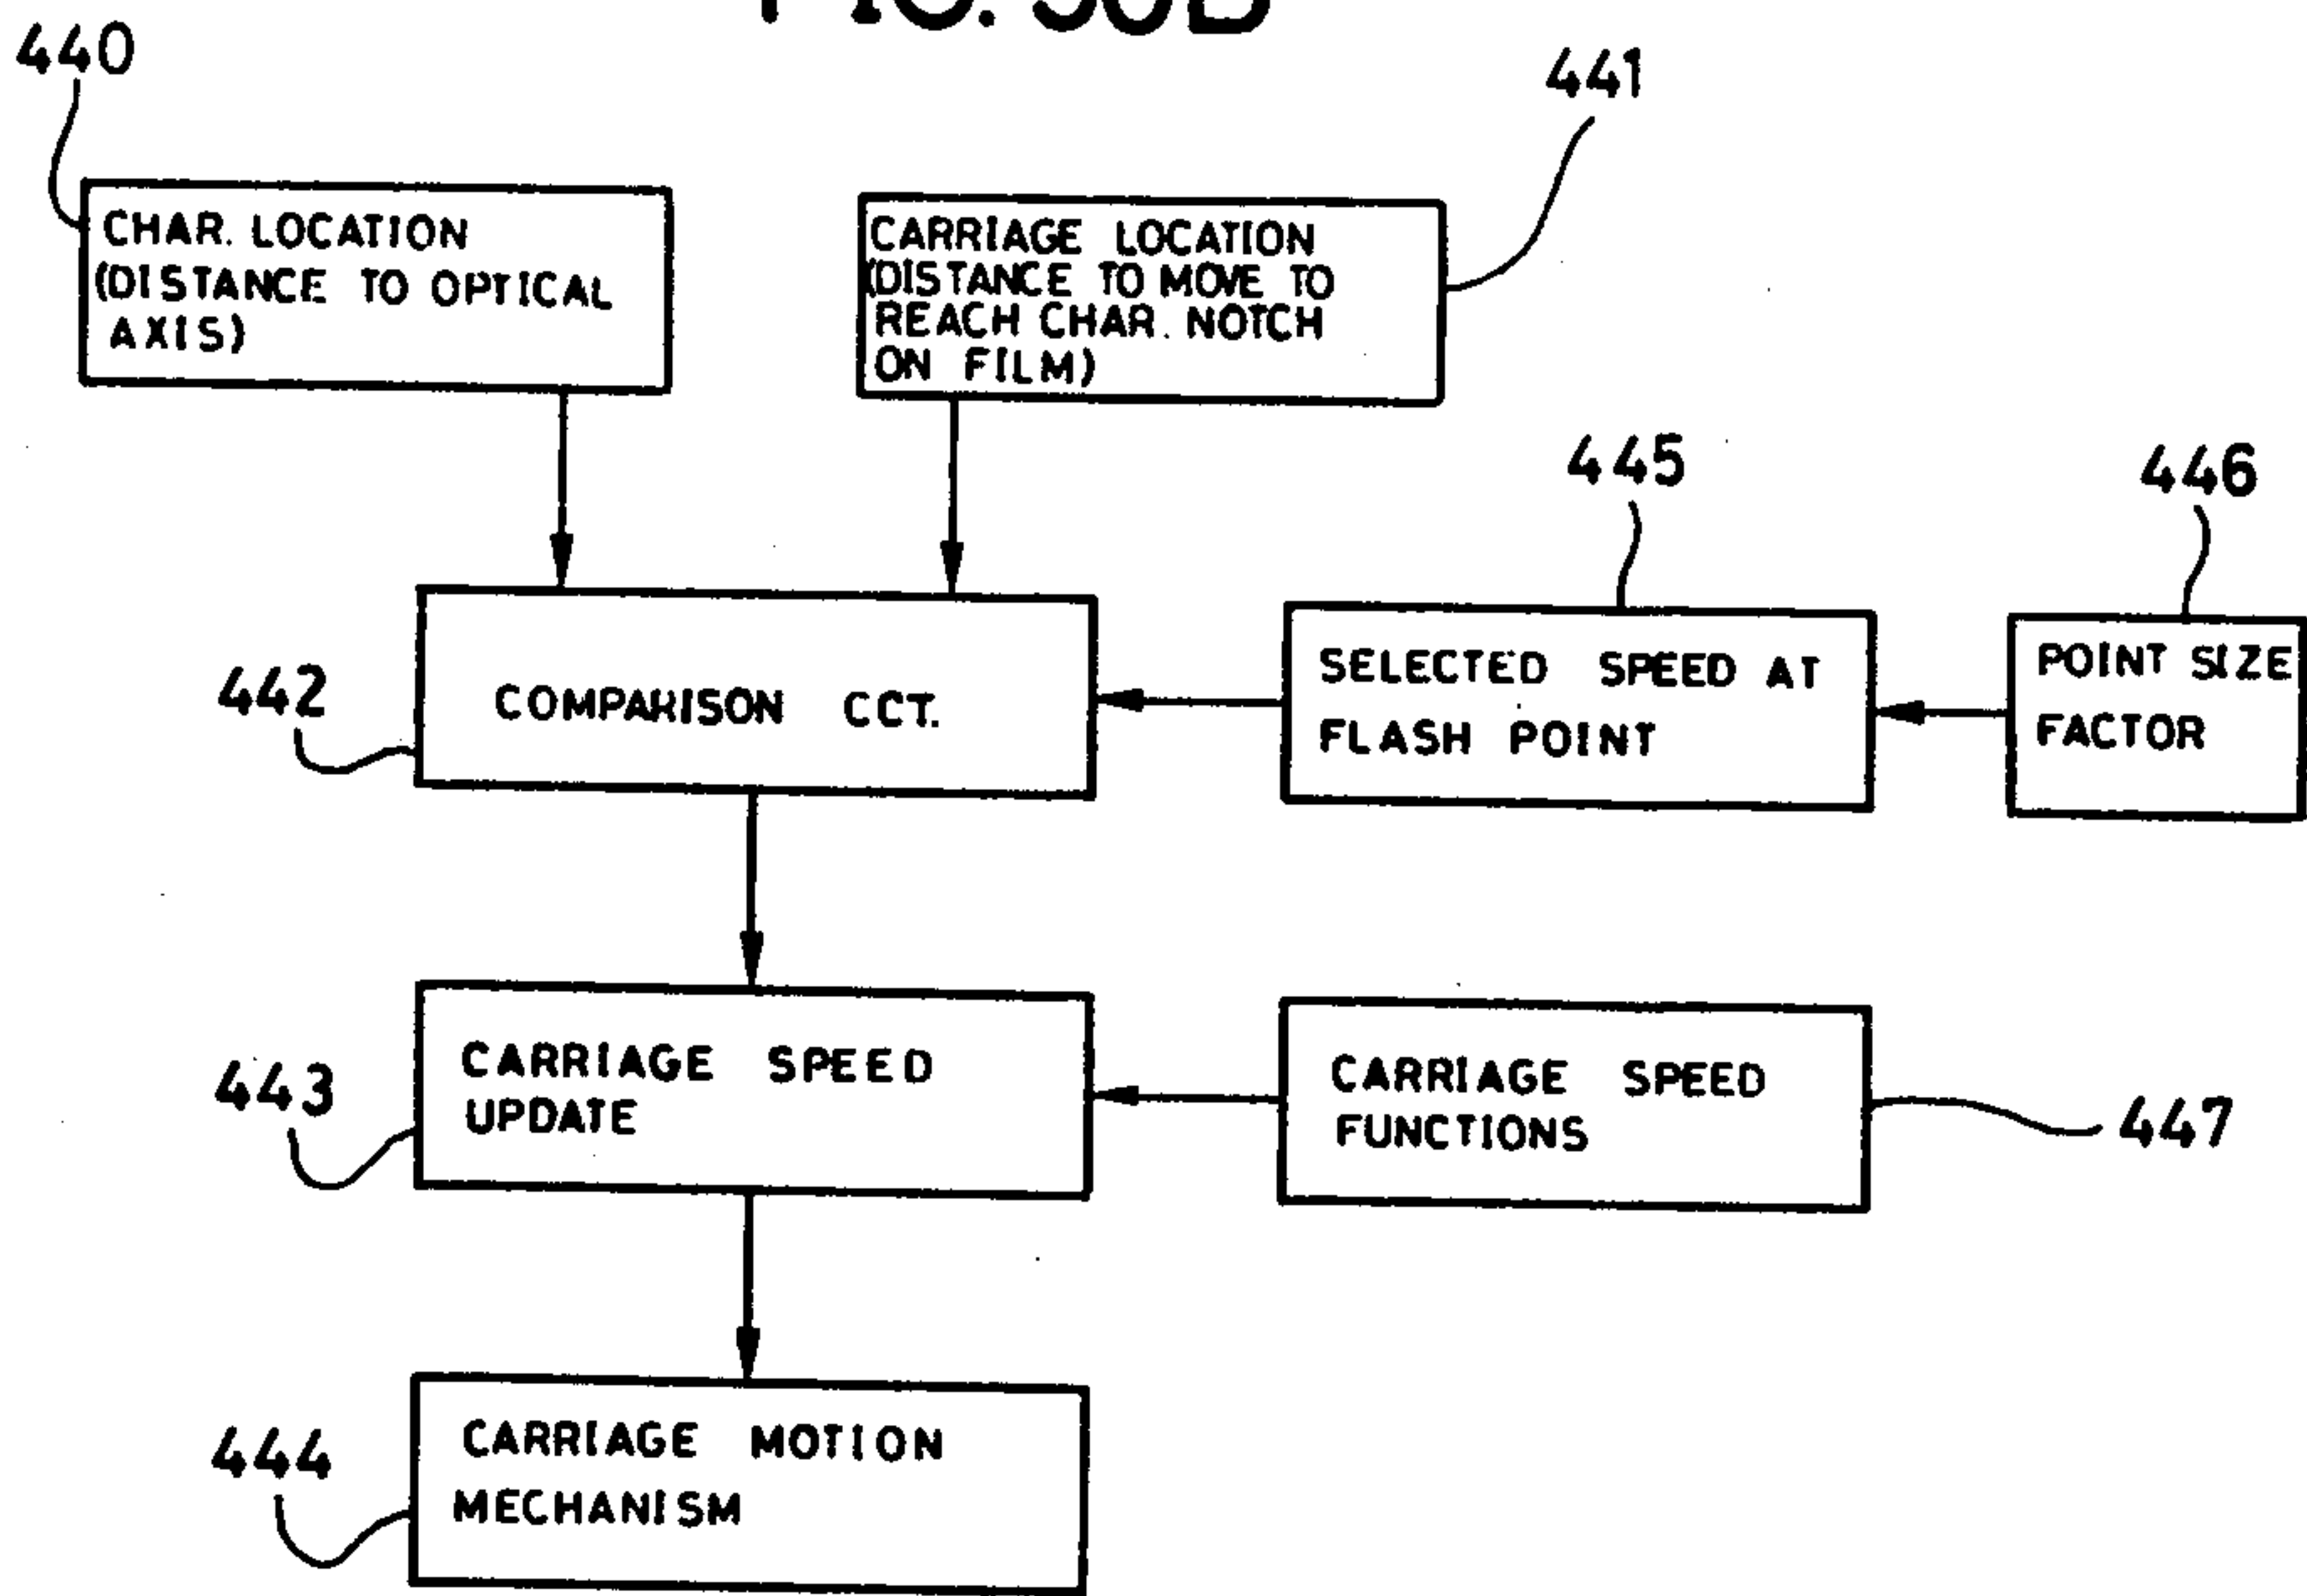 440
441
CHAR. LOCATION
(DISTANCE TO OPTICAL
AXIS)
CARRIAGE LOCATION
(DISTANCE TO MOVE TO
REACH CHAR. NOTCH
ON FILM)
445
446
442
COMPARISON CCT.
SELECTED SPEED AT
FLASH POINT
POINT SIZE
FACTOR
443
CARRIAGE SPEED
UPDATE
CARRIAGE SPEED
FUNCTIONS
447
444
CARRIAGE MOTION
MECHANISM